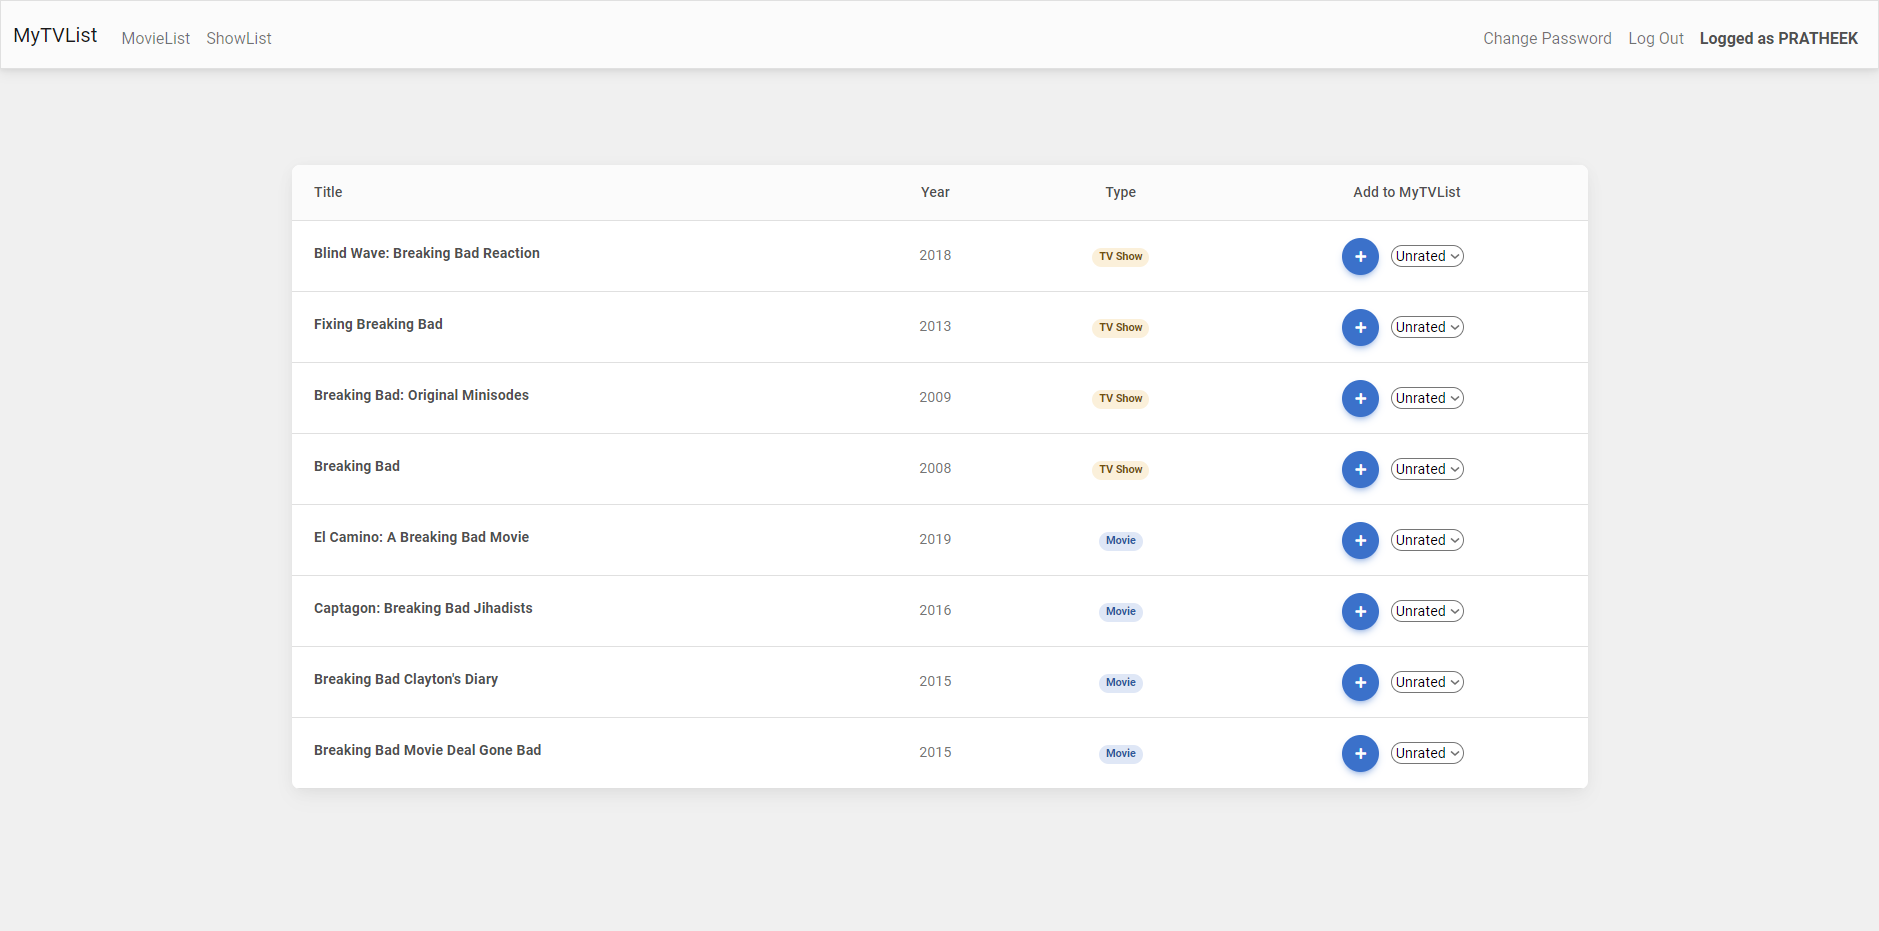 MyTVList MovieList ShowList Change Password Log Out Logged as PRATHEEK
Title Year Type Add to MyTVList
Blind Wave: Breaking Bad Reaction 2018 TV Show + Unrated
Fixing Breaking Bad 2013 TV Show + Unrated
Breaking Bad: Original Minisodes 2009 TV Show + Unrated
Breaking Bad 2008 TV Show + Unrated
El Camino: A Breaking Bad Movie 2019 Movie + Unrated
Captagon: Breaking Bad Jihadists 2016 Movie + Unrated
Breaking Bad Clayton's Diary 2015 Movie + Unrated
Breaking Bad Movie Deal Gone Bad 2015 Movie + Unrated